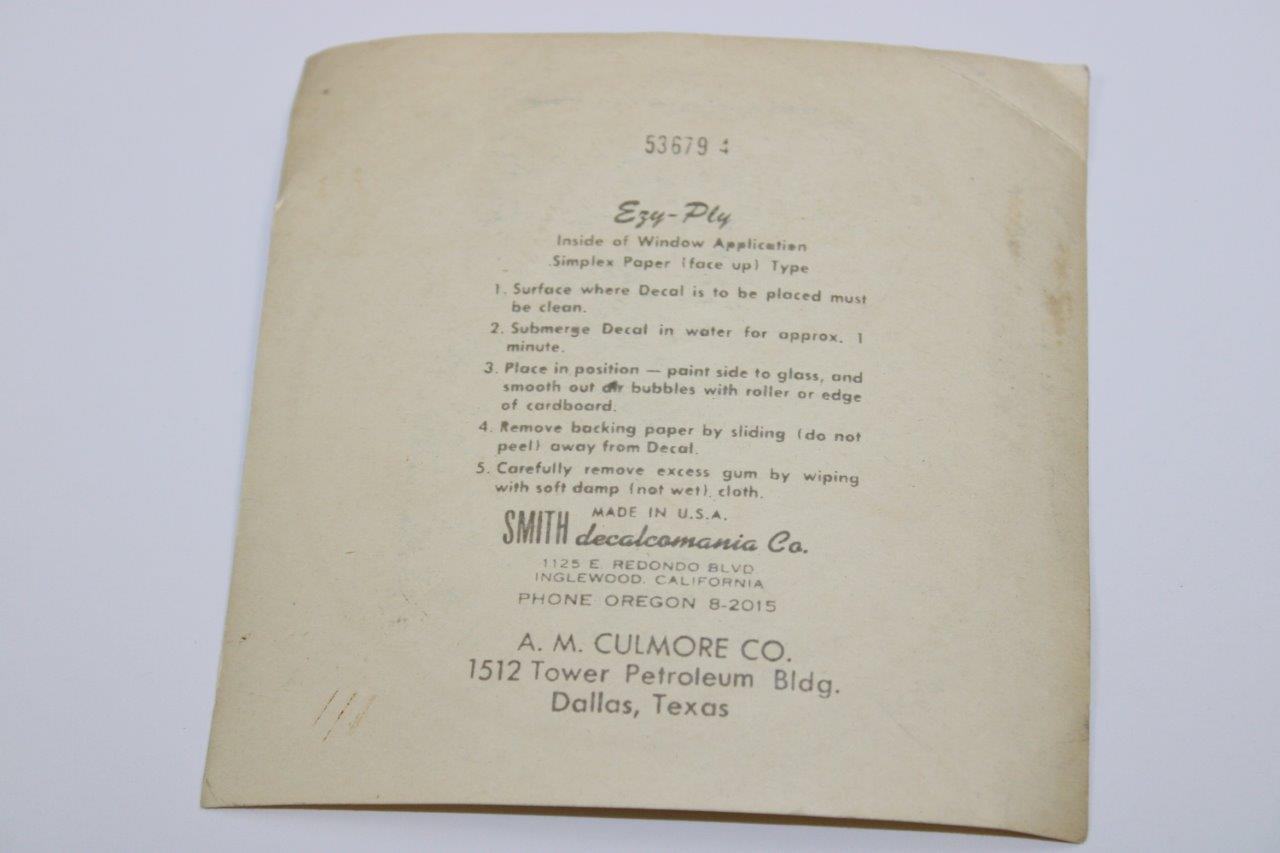 53679 4
Ezy-Ply
Inside of Window Application
Simplex Paper (face up) Type
1. Surface where Decal is to be placed must
be clean.
2. Submerge Decal in water for approx. 1
minute.
3. Place in position — paint side to glass, and
smooth out air bubbles with roller or edge
of cardboard.
4. Remove backing paper by sliding (do not
peel) away from Decal.
5. Carefully remove excess gum by wiping
with soft damp (not wet). cloth.
MADE IN U.S.A.
SMITH decalcomania Co.
1125 E. REDONDO BLVD
INGLEWOOD. CALIFORNIA
PHONE OREGON 8-2015
A. M. CULMORE CO.
1512 Tower Petroleum Bldg.
Dallas, Texas